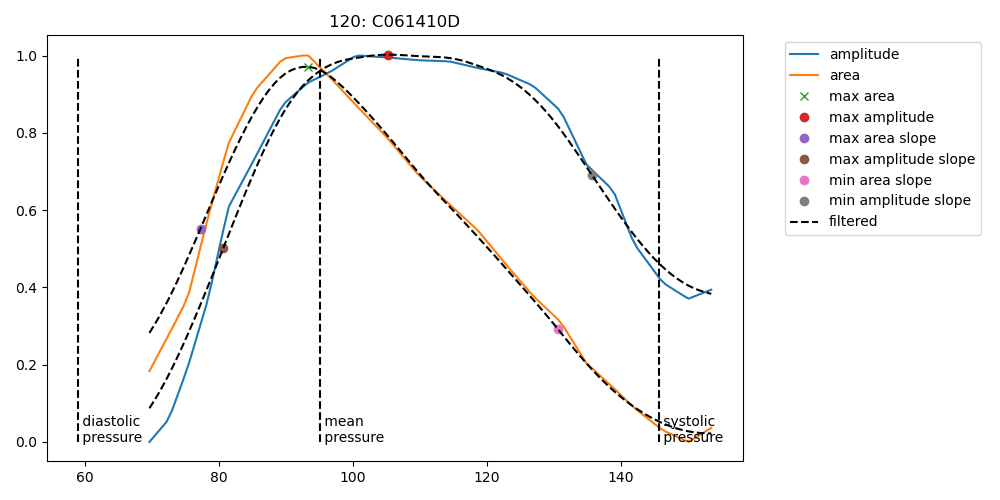 120: C061410D
1.0
0.8
0.6
0.4
0.2
0.0
60
80
100
120
140
diastolic
pressure
mean
pressure
systolic
pressure
amplitude
area
max area
max amplitude
max area slope
max amplitude slope
min area slope
min amplitude slope
filtered